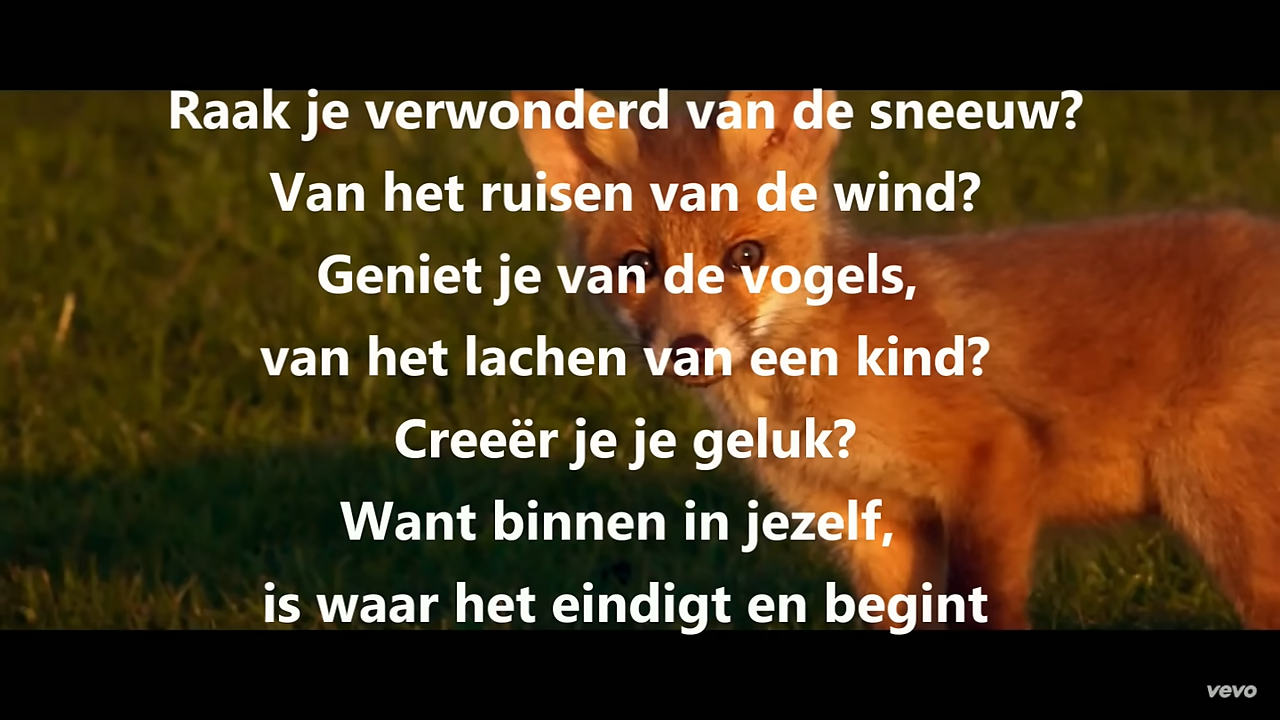 Raak je verwonderd van de sneeuw?
Van het ruisen van de wind?
Geniet je van de vogels,
van het lachen van een kind?
Creeër je je geluk?
Want binnen in jezelf,
is waar het eindigt en begint
vevo